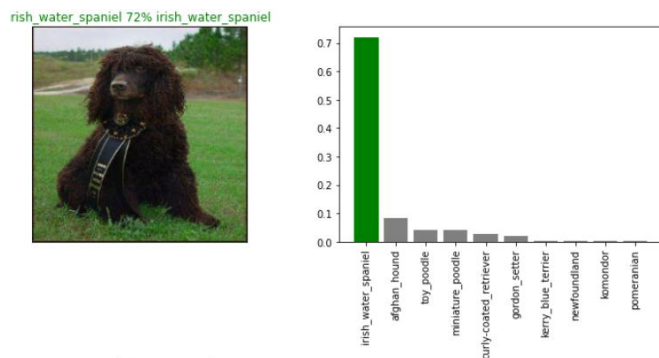 rish_water_spaniel 72% irish_water_spaniel
0.7
0.6
0.5
0.4
0.3
0.2
0.1
0.0
irish_water_spaniel
afghan_hound
toy_poodle
miniature_poodle
curly-coated_retriever
gordon_setter
kerry_blue_terrier
newfoundland
komondor
pomeranian